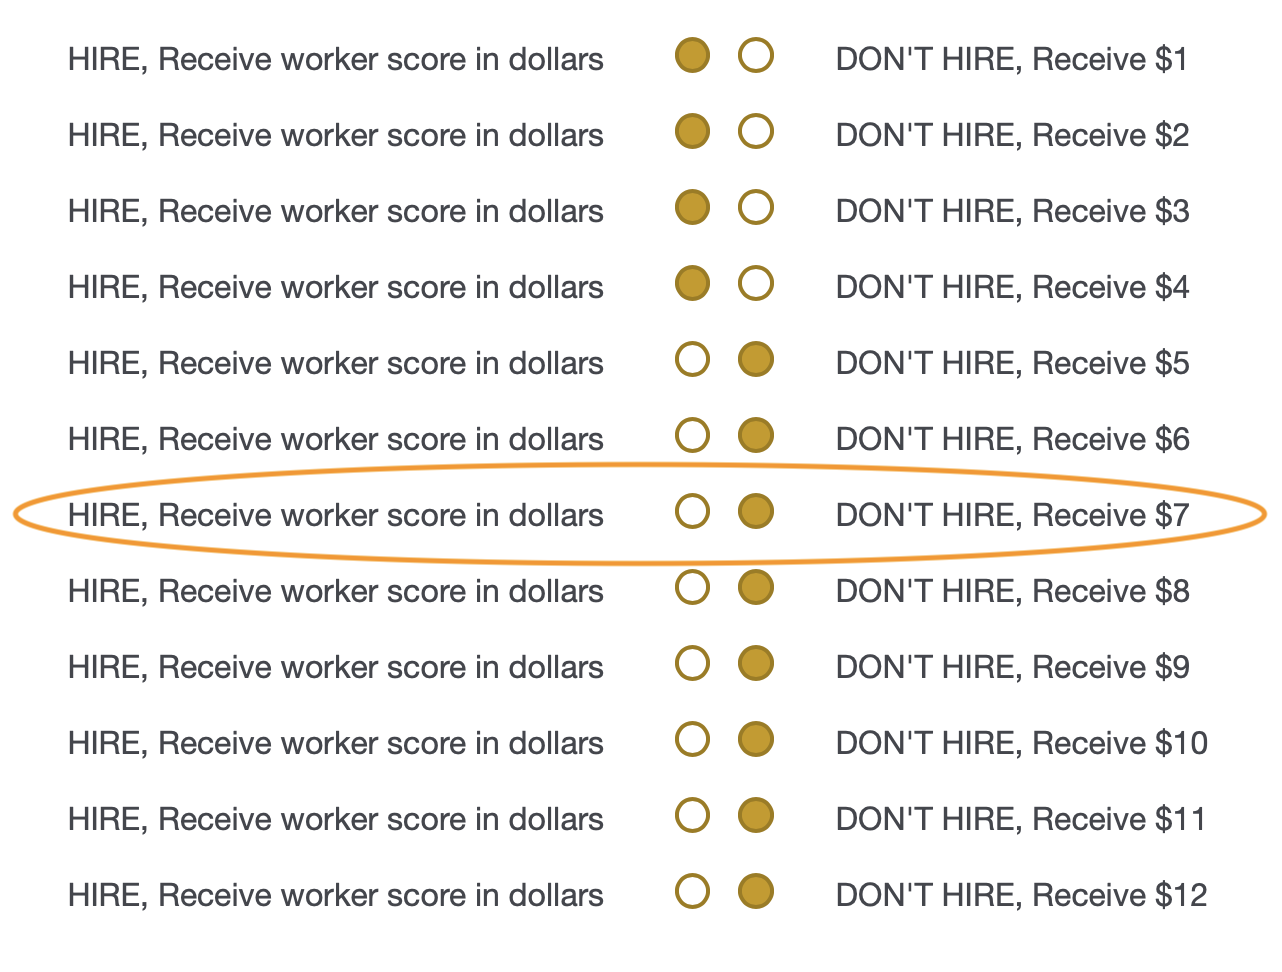 HIRE, Receive worker score in dollars DON'T HIRE, Receive $1
HIRE, Receive worker score in dollars DON'T HIRE, Receive $2
HIRE, Receive worker score in dollars DON'T HIRE, Receive $3
HIRE, Receive worker score in dollars DON'T HIRE, Receive $4
HIRE, Receive worker score in dollars DON'T HIRE, Receive $5
HIRE, Receive worker score in dollars DON'T HIRE, Receive $6
HIRE, Receive worker score in dollars DON'T HIRE, Receive $7
HIRE, Receive worker score in dollars DON'T HIRE, Receive $8
HIRE, Receive worker score in dollars DON'T HIRE, Receive $9
HIRE, Receive worker score in dollars DON'T HIRE, Receive $10
HIRE, Receive worker score in dollars DON'T HIRE, Receive $11
HIRE, Receive worker score in dollars DON'T HIRE, Receive $12